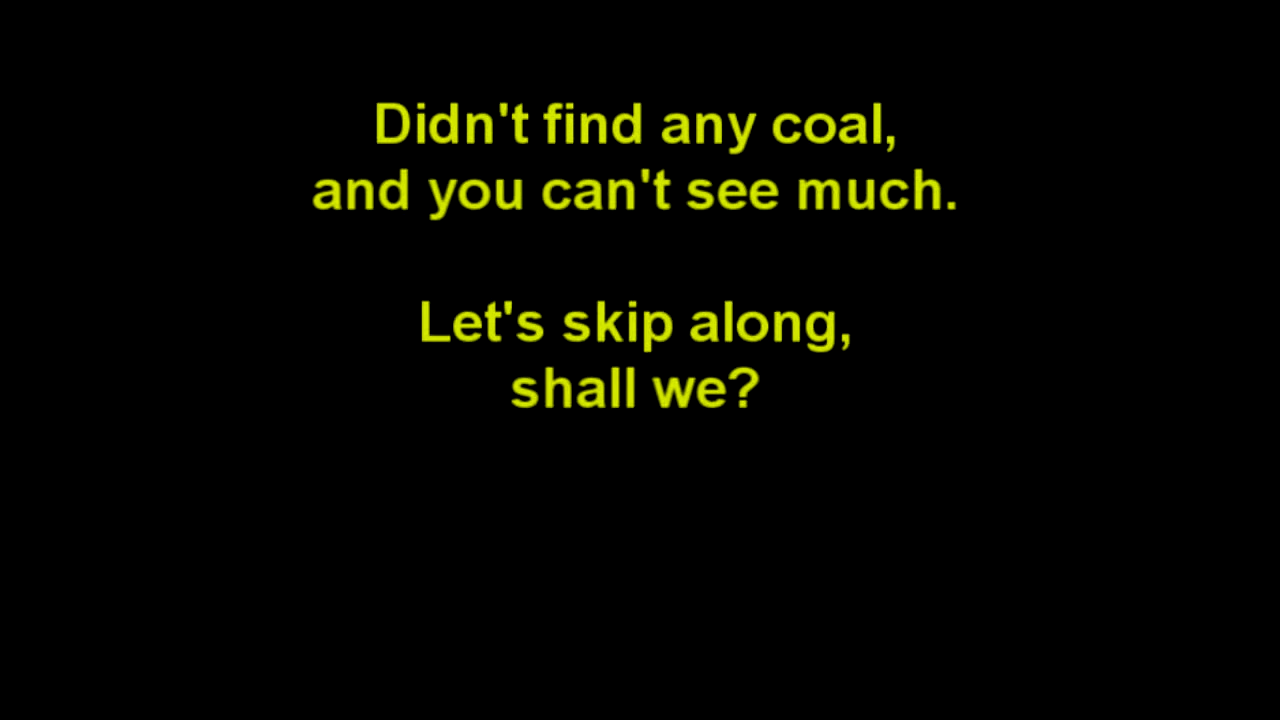 Didn't find any coal,
and you can't see much.
Let's skip along,
shall we?